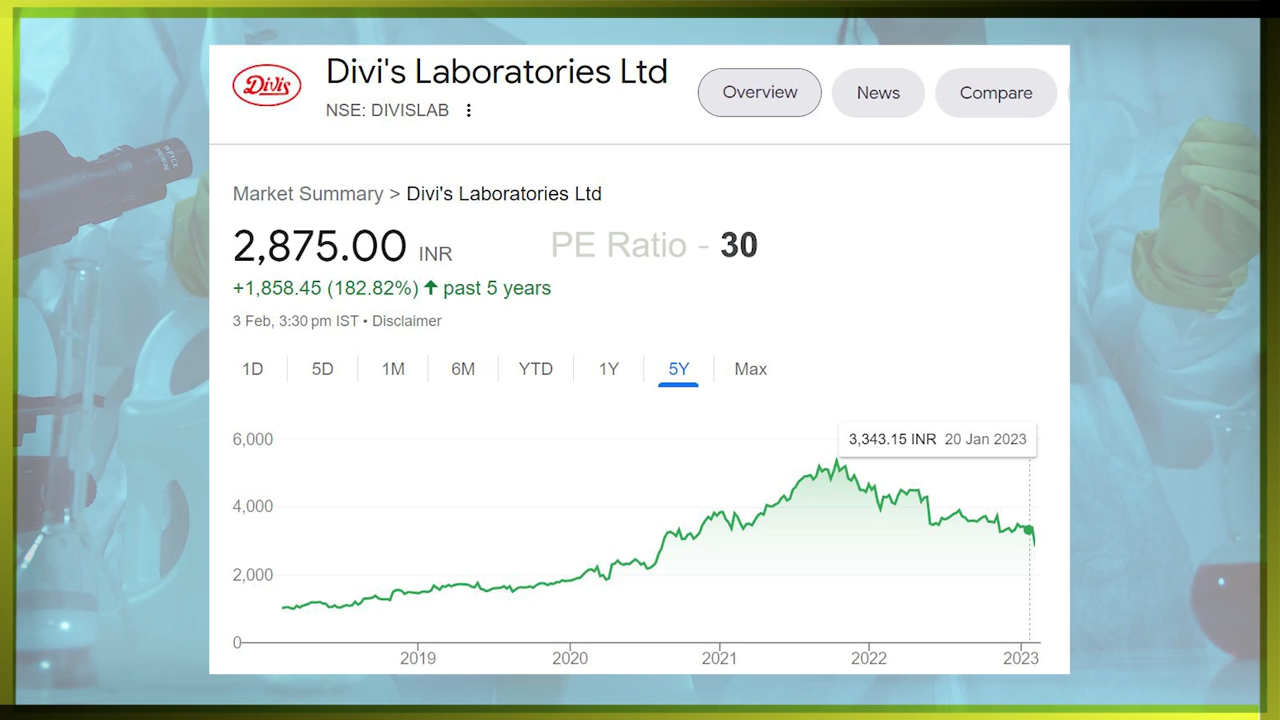 Divi's Laboratories Ltd
Divis
NSE: DIVISLAB
Overview
News
Compare
Market Summary > Divi's Laboratories Ltd
2,875.00 INR
PE Ratio - 30
+1,858.45 (182.82%) ↑ past 5 years
3 Feb, 3:30 pm IST • Disclaimer
1D
5D
1M
6M
YTD
1Y
5Y
Max
3,343.15 INR 20 Jan 2023
6,000
4,000
2,000
0
2019
2020
2021
2022
2023